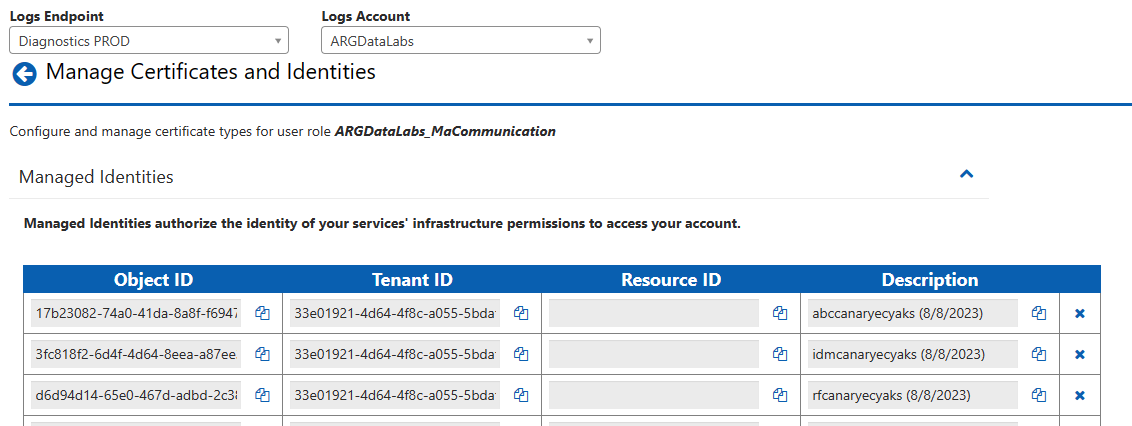 Logs Endpoint Logs Account
Diagnostics PROD ARGDataLabs
Manage Certificates and Identities
Configure and manage certificate types for user role ARGDataLabs_MaCommunication
Managed Identities
Managed Identities authorize the identity of your services' infrastructure permissions to access your account.
Object ID Tenant ID Resource ID Description
17b23082-74a0-41da-8a8f-f6947 33e01921-4d64-4f8c-a055-5bda abccanaryecyaks (8/8/2023)
3fc818f2-6d4f-4d64-8eea-a87ee 33e01921-4d64-4f8c-a055-5bda idmcanaryecyaks (8/8/2023)
d6d94d14-65e0-467d-adbd-2c3 33e01921-4d64-4f8c-a055-5bda rfcanaryecyaks (8/8/2023)